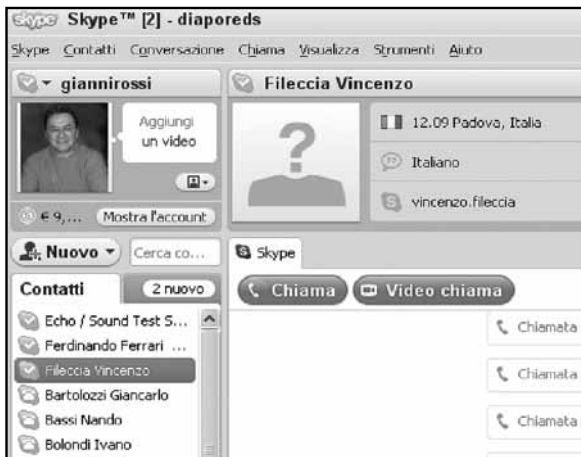 Skype™ [2] - diaporeds
Skype Contatti Conversazione Chiama Visualizza Strumenti Aiuto
giannirossi
Aggiungi
un video
€ 9,... Mostra l'account
Nuovo Cerca co...
Contatti 2 nuovo
Echo / Sound Test S...
Ferdinando Ferrari ...
Fileccia Vincenzo
Bartolozzi Giancarlo
Bassi Nando
Bolondi Ivano
Fileccia Vincenzo
12.09 Padova, Italia
Italiano
vincenzo.fileccia
Skype
Chiama Video chiama
Chiamata
Chiamata
Chiamata